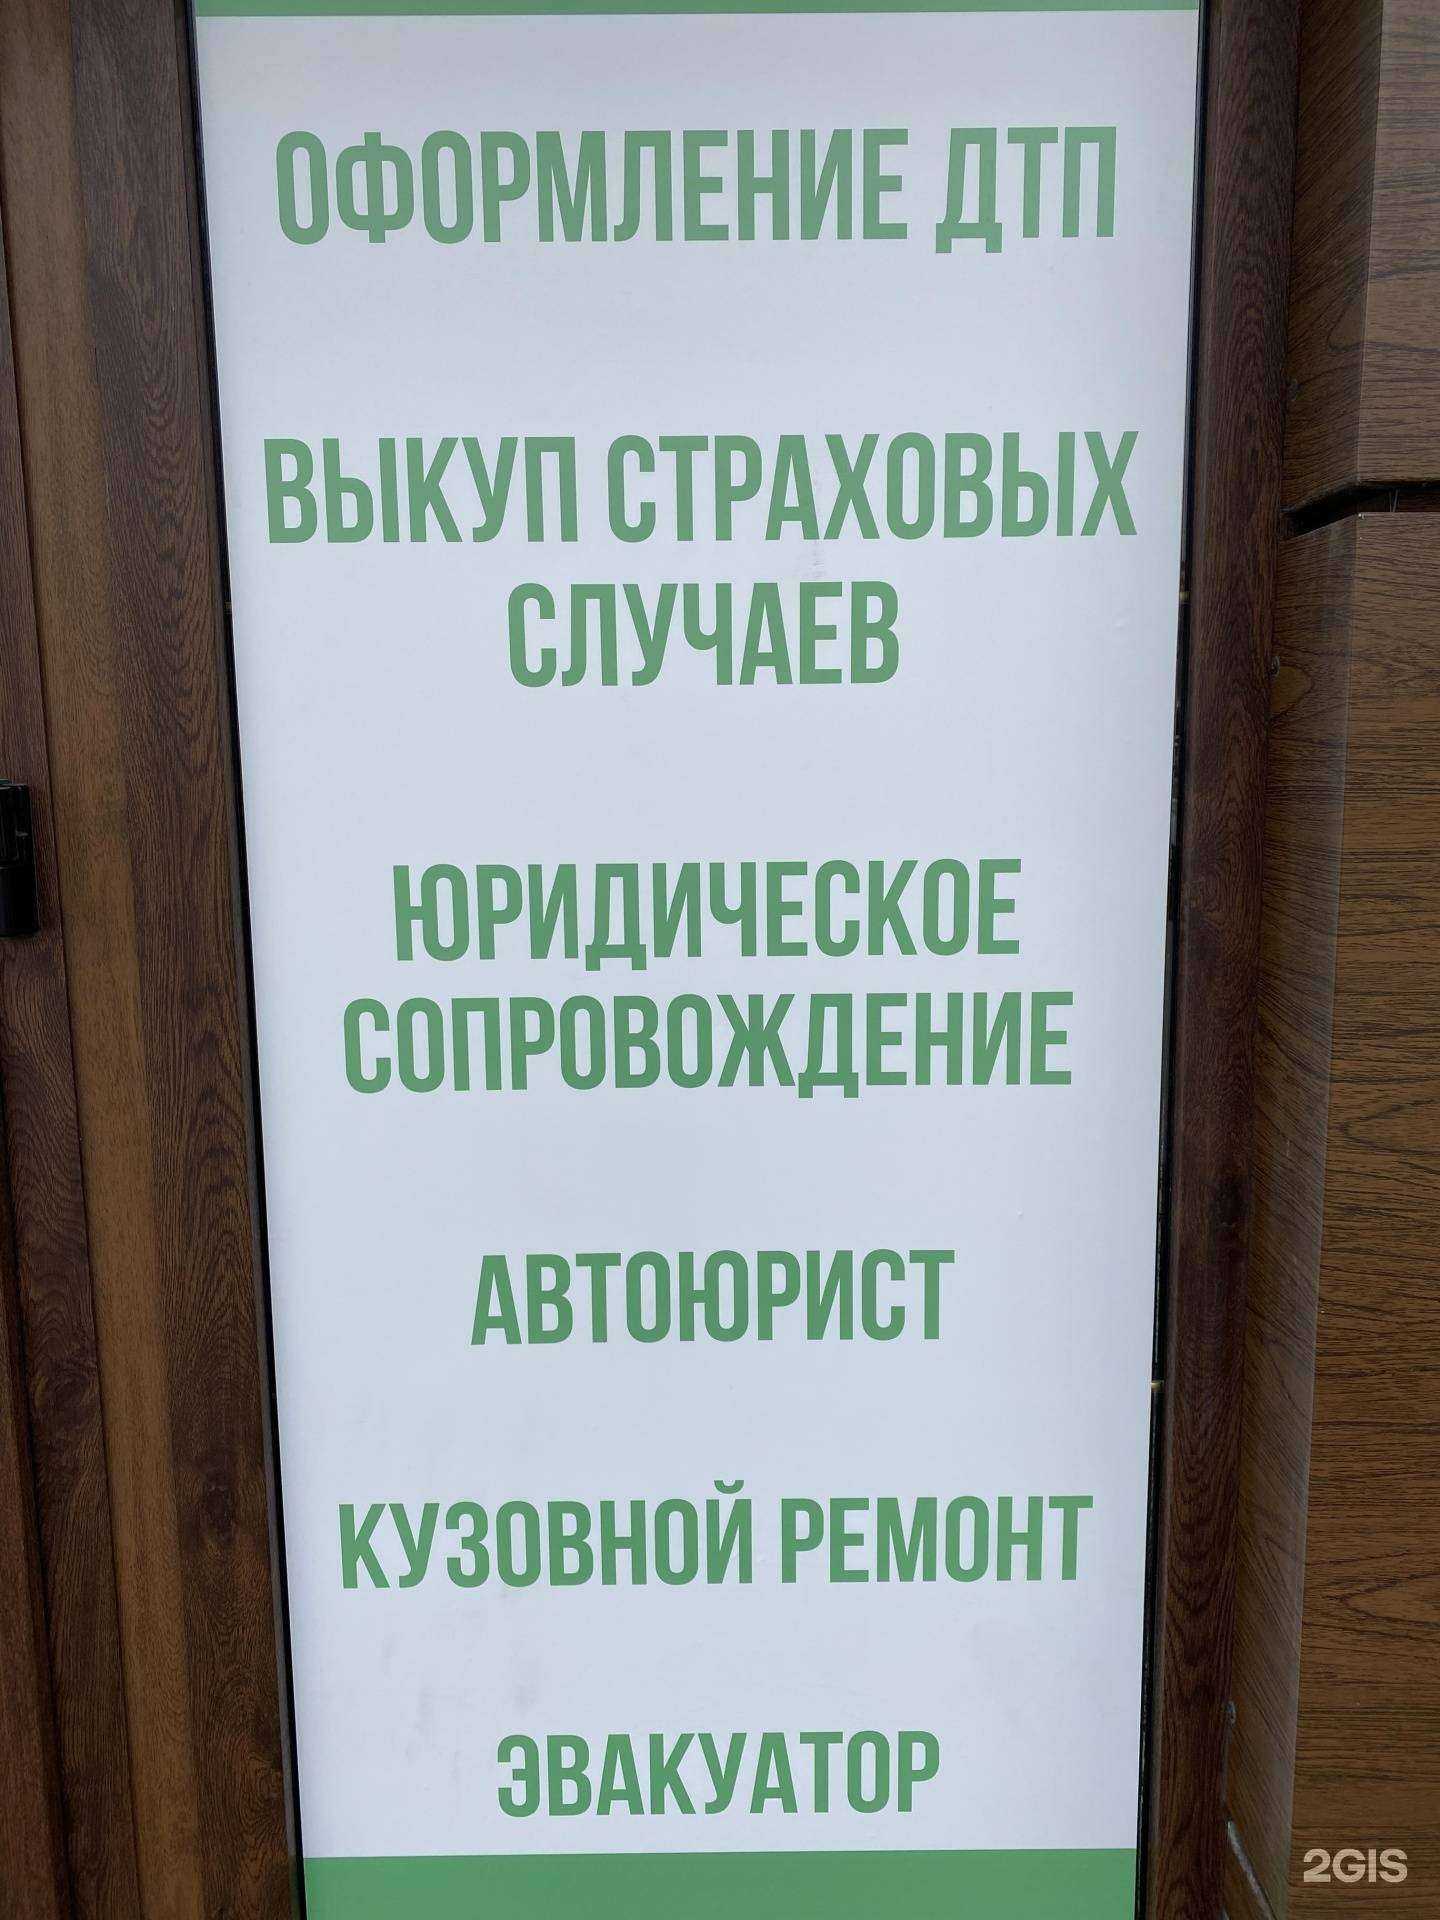 ОФОРМЛЕНИЕ ДТП
ВЫКУП СТРАХОВЫХ
СЛУЧАЕВ
ЮРИДИЧЕСКОЕ
СОПРОВОЖДЕНИЕ
АВТОЮРИСТ
КУЗОВНОЙ РЕМОНТ
ЭВАКУАТОР
2GIS